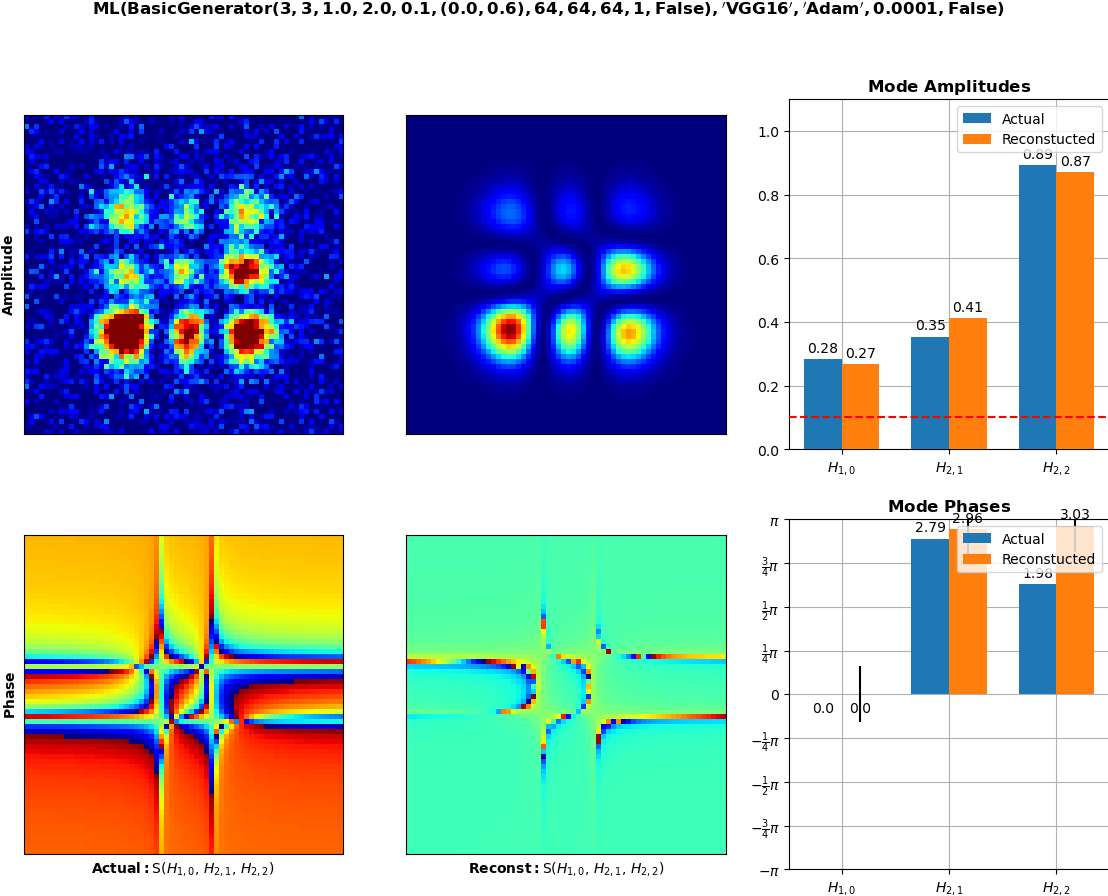 ML(BasicGenerator(3, 3, 1.0, 2.0, 0.1, (0.0, 0.6), 64, 64, 64, 1, False), ′VGG16′, ′Adam′, 0.0001, False)
Mode Amplitudes
Amplitude
1.0
0.8
0.6
0.4
0.2
0.0
Actual
Reconstucted
0.28
0.27
0.35
0.41
0.89
0.87
H1,0
H2,1
H2,2
Mode Phases
Phase
π
3/4π
1/2π
1/4π
0
−1/4π
−1/2π
−3/4π
−π
Actual
Reconstucted
0.0
0.0
2.79
2.96
1.98
3.03
H1,0
H2,1
H2,2
Actual: S(H1,0, H2,1, H2,2)
Reconst: S(H1,0, H2,1, H2,2)